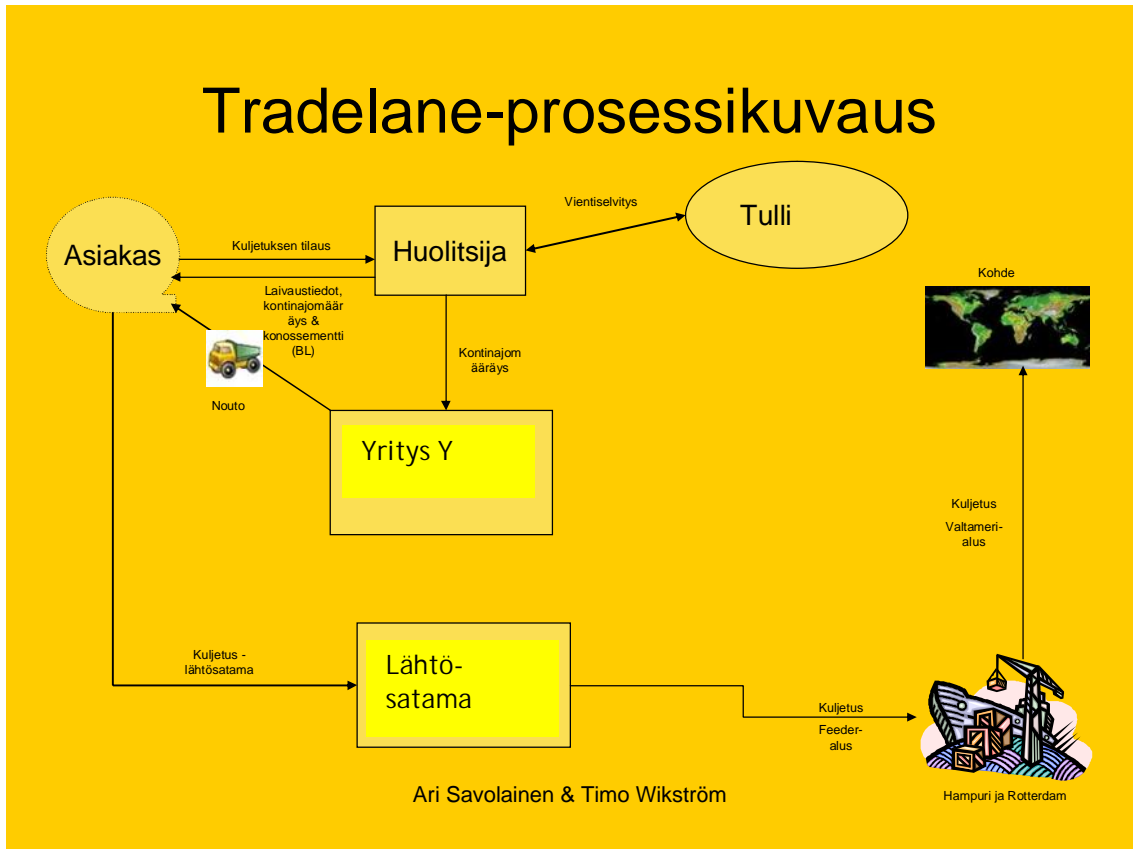 Tradelane-prosessikuvaus
Asiakas
Kuljetuksen tilaus
Huolitsija
Vientiselvitys
Tulli
Laivaustiedot,
kontinajomäär
äys &
konossementti
(BL)
Kohde
Nouto
Kontinajom
ääräys
Yritys Y
Kuljetus
Valtameri-
alus
Kuljetus -
lähtösatama
Lähtö-
satama
Kuljetus
Feeder-
alus
Hampuri ja Rotterdam
Ari Savolainen & Timo Wikström